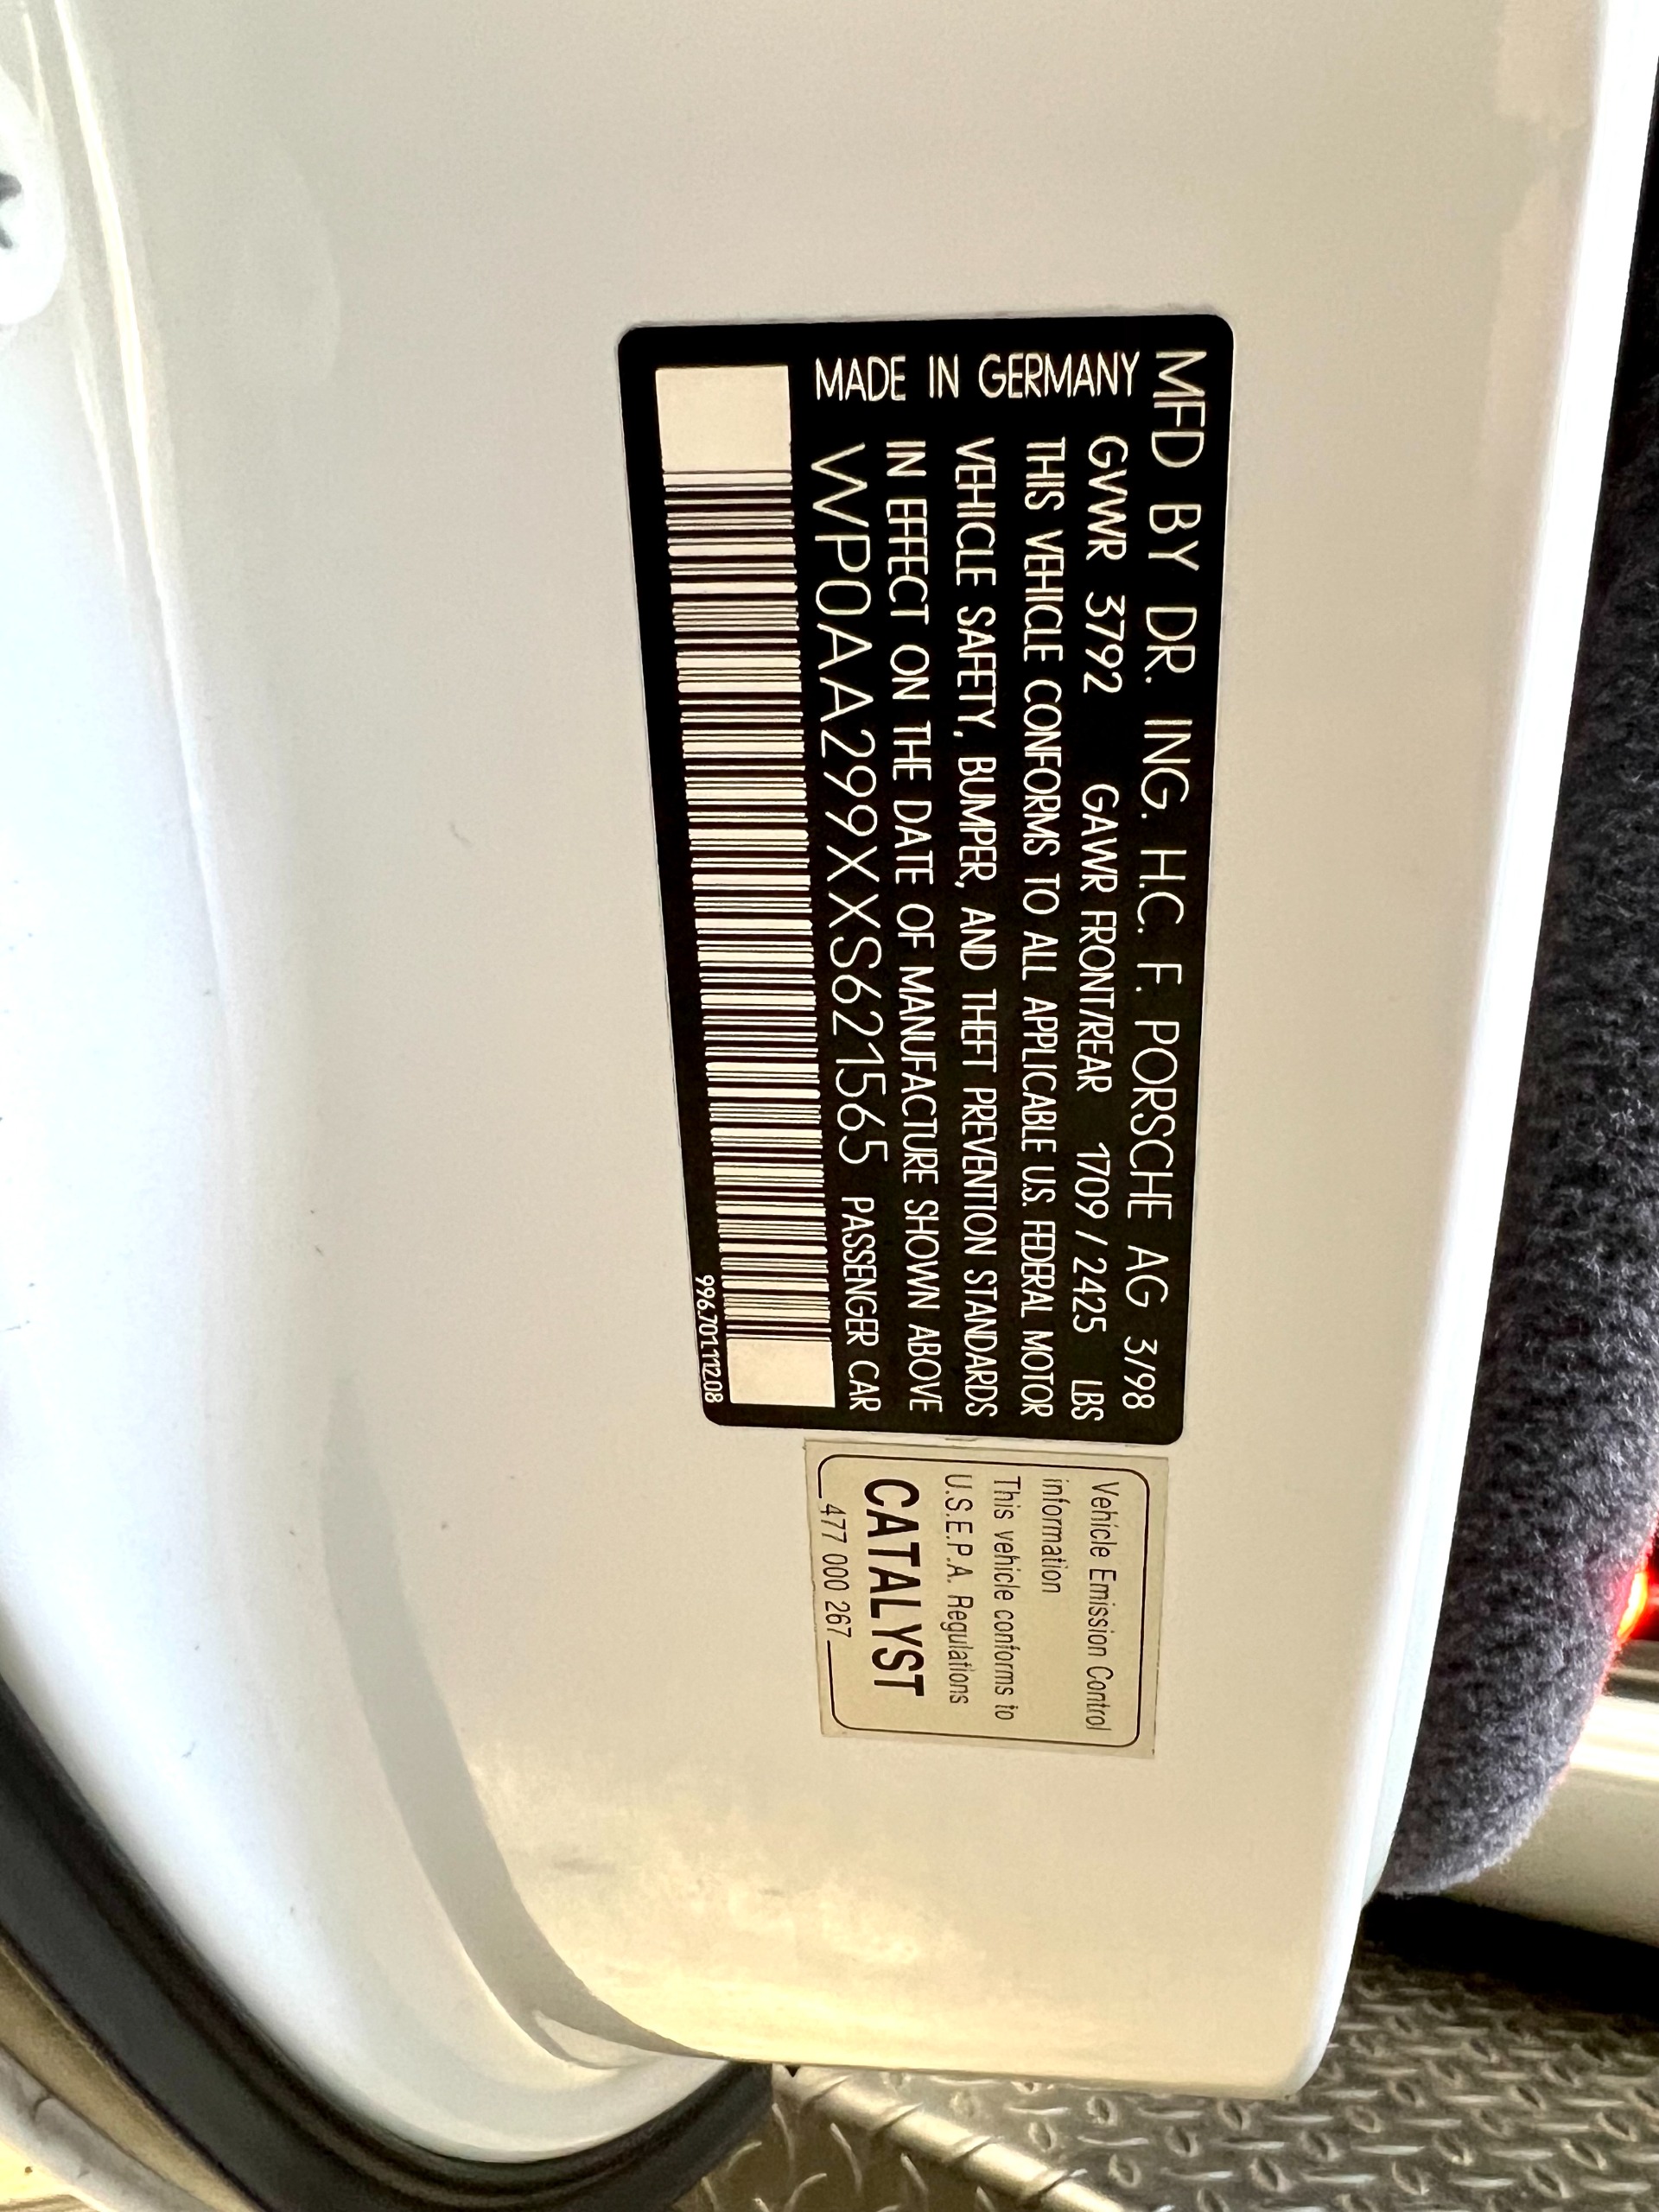 MFD BY DR. ING. H.C. F. PORSCHE AG 3/98
GVWR 3792 GAWR FRONT/REAR 1709 / 2425 LBS
THIS VEHICLE CONFORMS TO ALL APPLICABLE U.S. FEDERAL MOTOR
VEHICLE SAFETY, BUMPER, AND THEFT PREVENTION STANDARDS
IN EFFECT ON THE DATE OF MANUFACTURE SHOWN ABOVE
WP0AA299XXS621565 PASSENGER CAR
MADE IN GERMANY
996.701.112.08
Vehicle Emission Control
information
This vehicle conforms to
U.S.E.P.A. Regulations
CATALYST
477 000 267